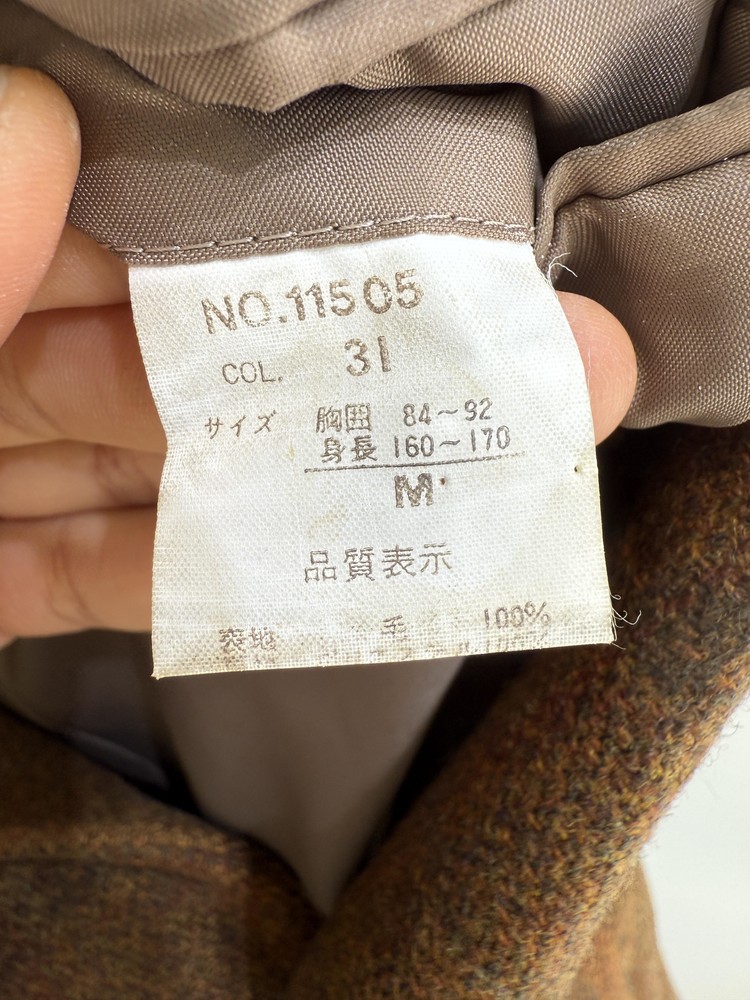 NO.11505
COL. 31
サイズ 胸囲 84~92
身長 160~170
M
品質表示
表地 毛 100%